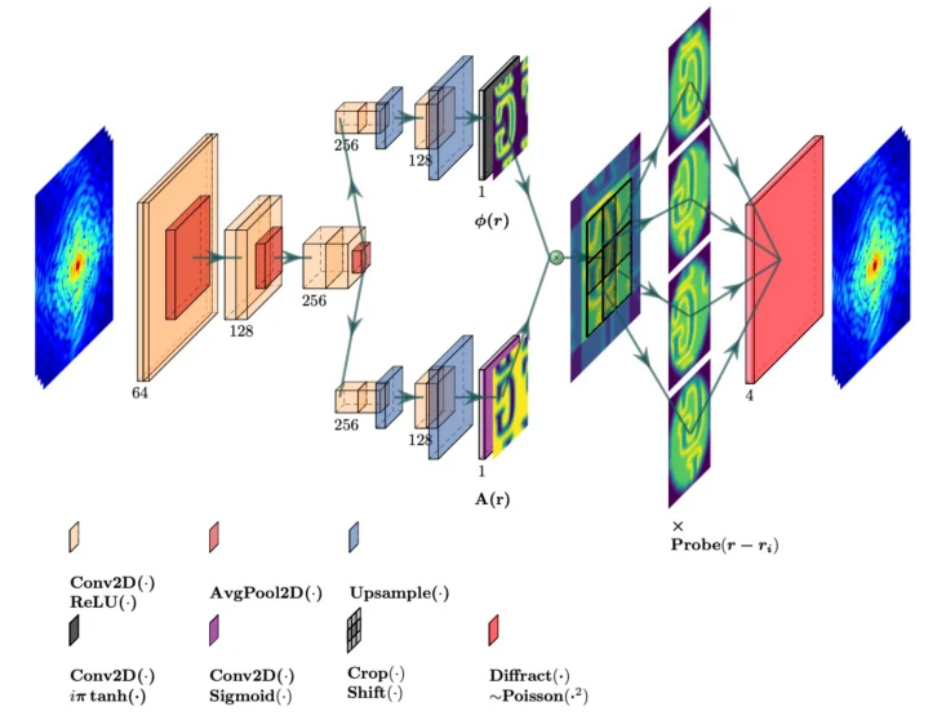 64
128
256
256
128
1
ϕ(r)
256
128
1
A(r)
4
×
×
Probe(r − rᵢ)
Conv2D(·)
ReLU(·)
AvgPool2D(·)
Upsample(·)
Conv2D(·)
iπ tanh(·)
Conv2D(·)
Sigmoid(·)
Crop(·)
Shift(·)
Diffract(·)
~Poisson(·²)